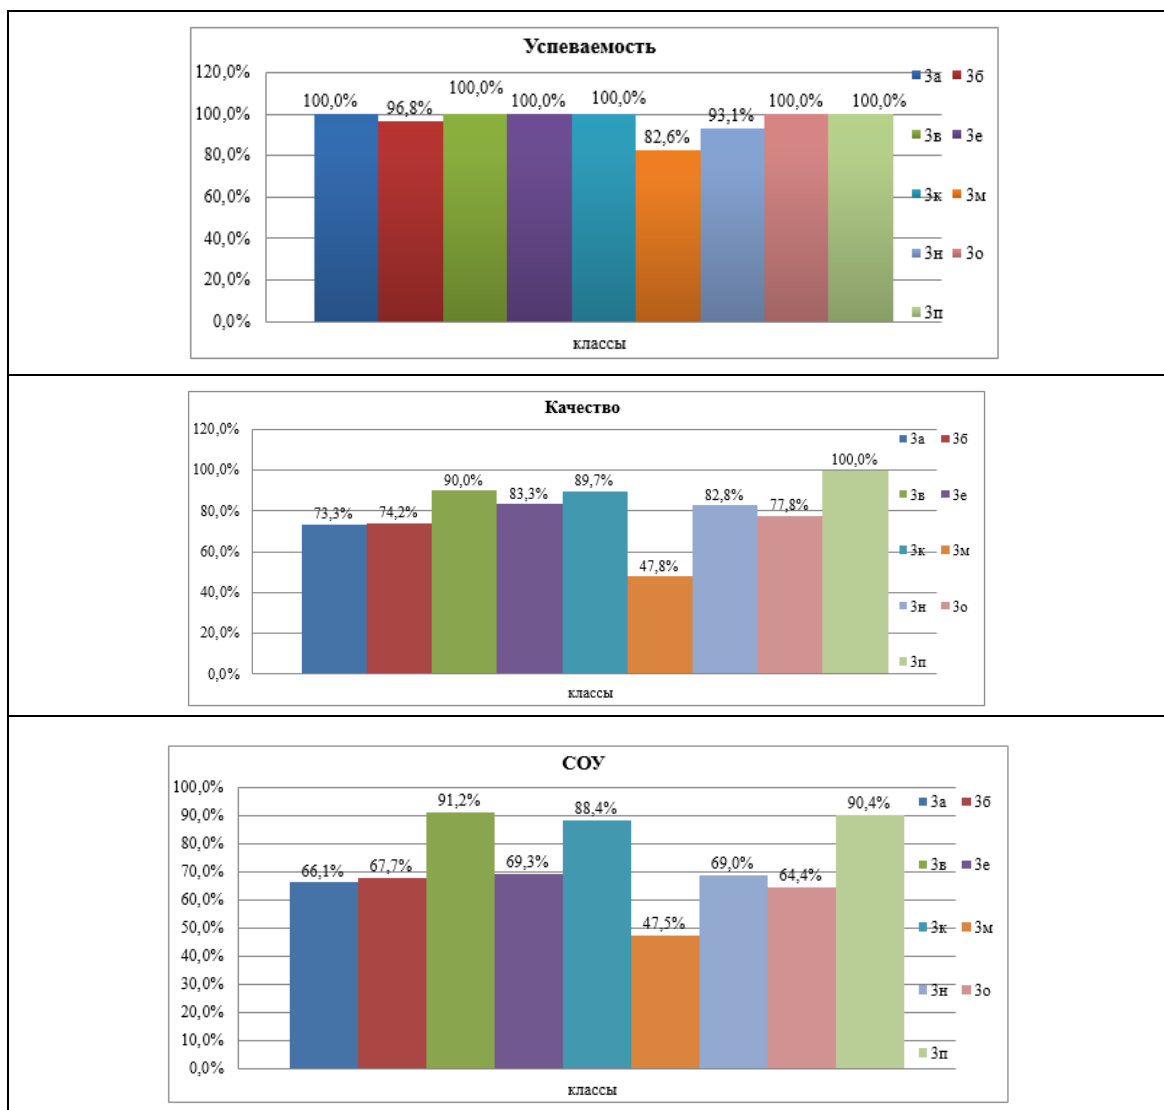 Успеваемость
120,0%
100,0%
80,0%
60,0%
40,0%
20,0%
0,0%
100,0% 96,8% 100,0% 100,0% 100,0% 82,6% 93,1% 100,0% 100,0%
3а 3б
3в 3е
3к 3м
3н 3о
3п
классы
Качество
120,0%
100,0%
80,0%
60,0%
40,0%
20,0%
0,0%
73,3% 74,2% 90,0% 83,3% 89,7% 47,8% 82,8% 77,8% 100,0%
3а 3б
3в 3е
3к 3м
3н 3о
3п
классы
СОУ
100,0%
90,0%
80,0%
70,0%
60,0%
50,0%
40,0%
30,0%
20,0%
10,0%
0,0%
66,1% 67,7% 91,2% 69,3% 88,4% 47,5% 69,0% 64,4% 90,4%
3а 3б
3в 3е
3к 3м
3н 3о
3п
классы